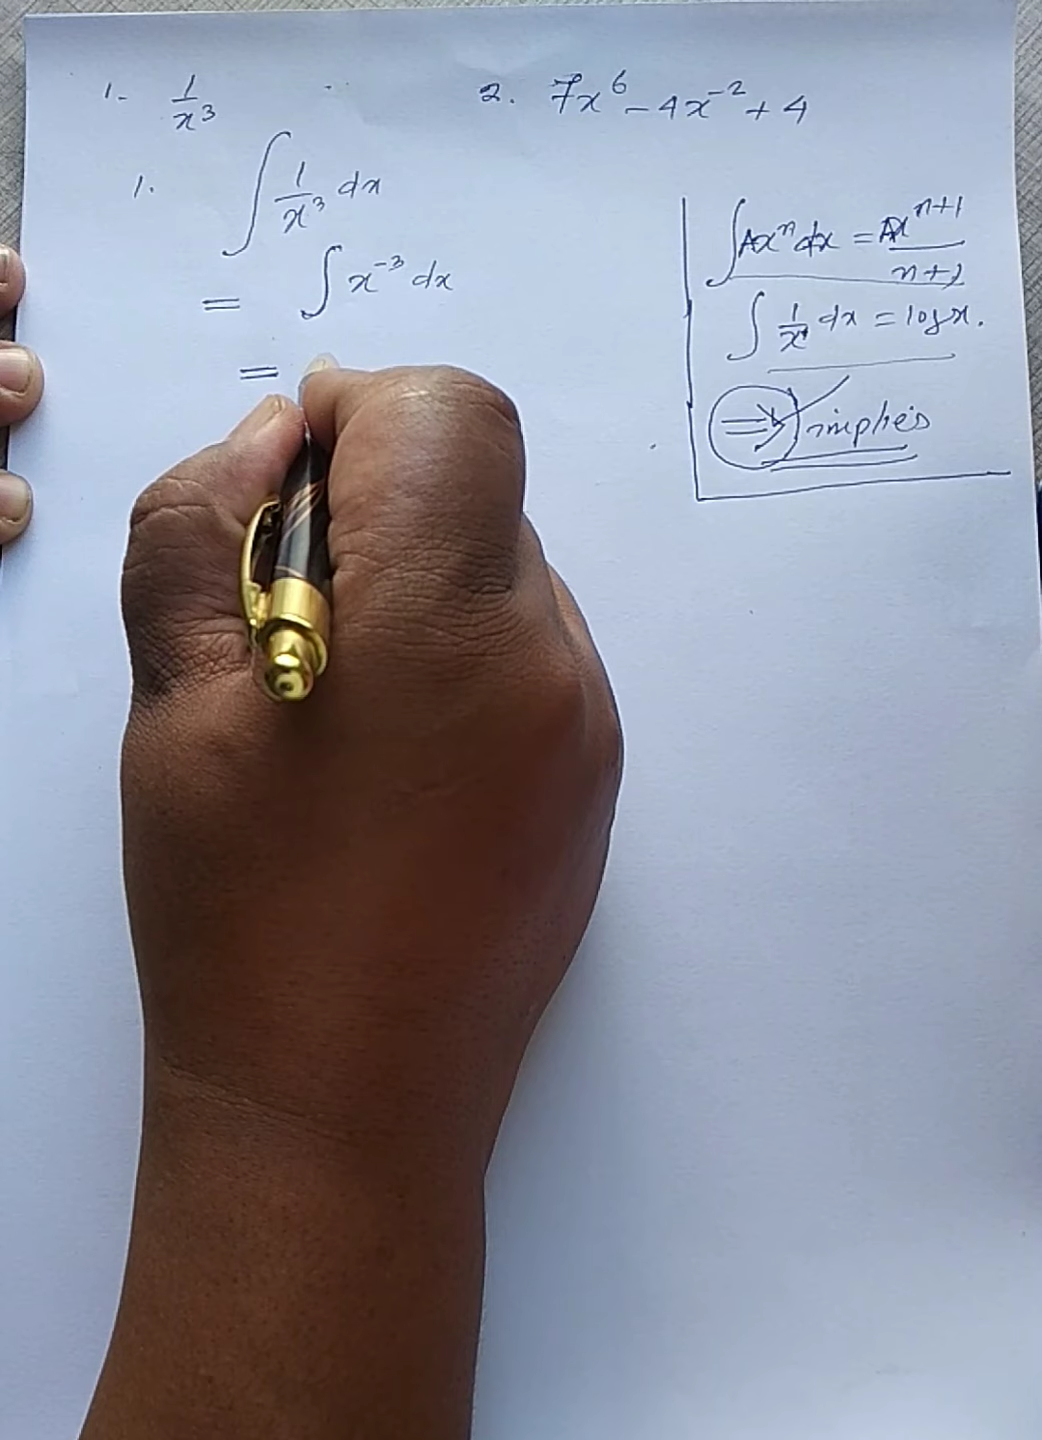 1. 1/x³ 2. 7x⁶ - 4x⁻² + 4
1. ∫ 1/x³ dx
= ∫ x⁻³ dx
=
∫Axⁿ dx = Axⁿ⁺¹/n+1
∫ 1/x dx = log x.
⇒ implies